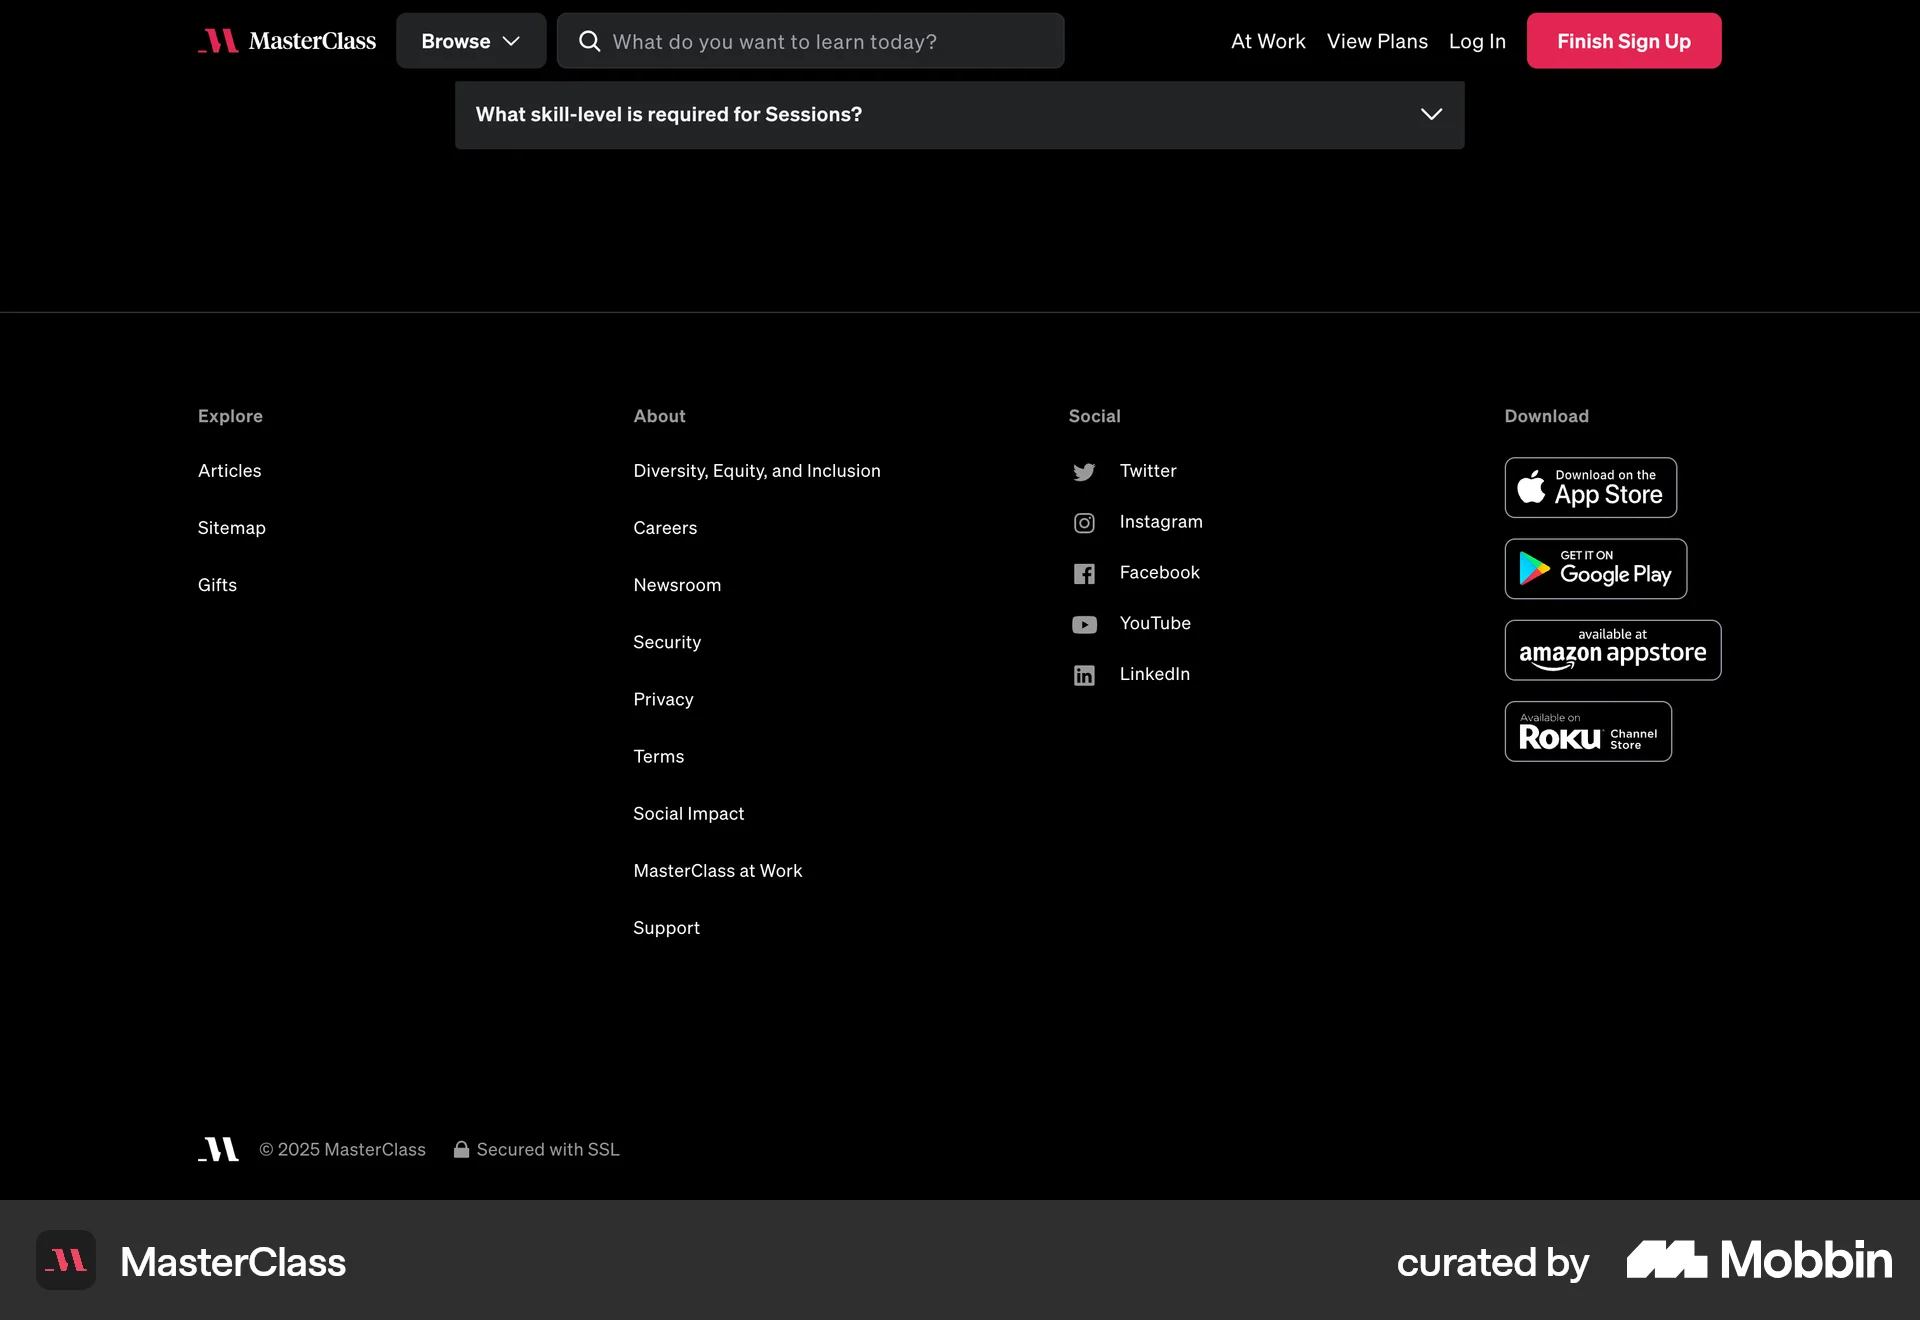 MasterClass
Browse
What do you want to learn today?
At Work
View Plans
Log In
Finish Sign Up
What skill-level is required for Sessions?
Explore
Articles
Sitemap
Gifts
About
Diversity, Equity, and Inclusion
Careers
Newsroom
Security
Privacy
Terms
Social Impact
MasterClass at Work
Support
Social
Twitter
Instagram
Facebook
YouTube
LinkedIn
Download
Download on the
App Store
GET IT ON
Google Play
available at
amazon appstore
Available on
ROKU Channel
Store
© 2025 MasterClass
Secured with SSL
MasterClass
curated by
Mobbin